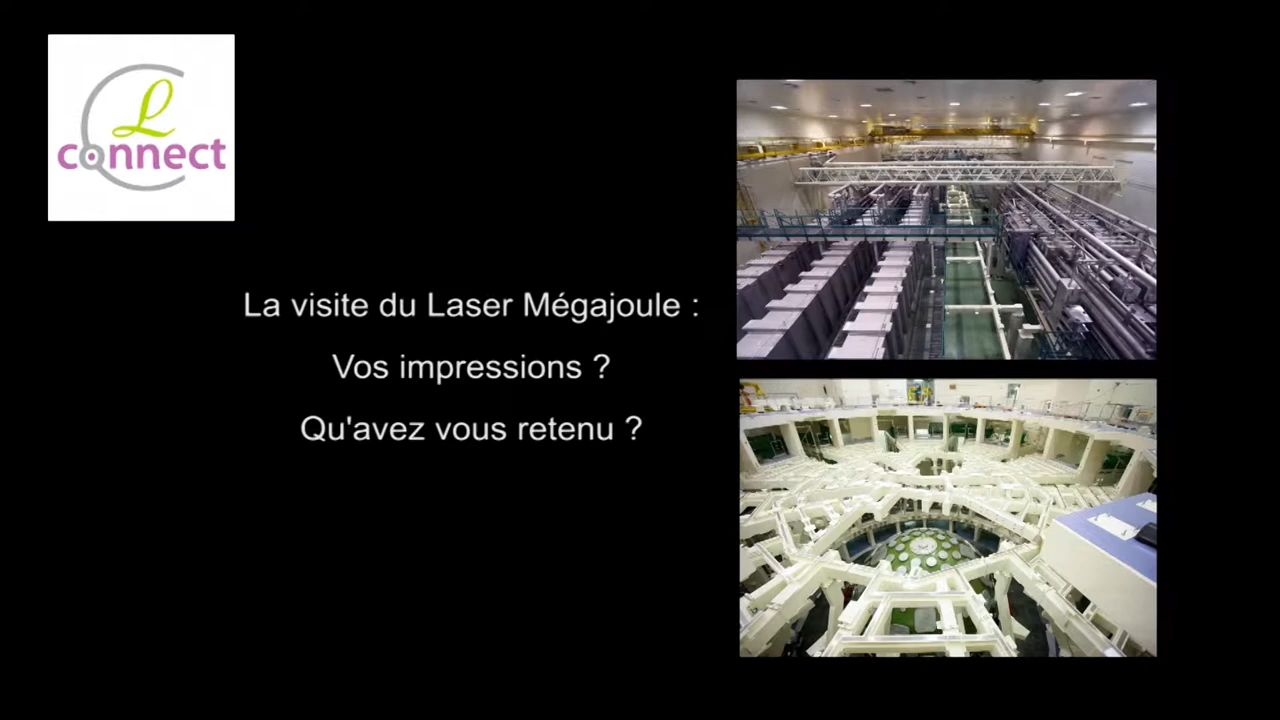 L
connect
La visite du Laser Mégajoule :
Vos impressions ?
Qu'avez vous retenu ?